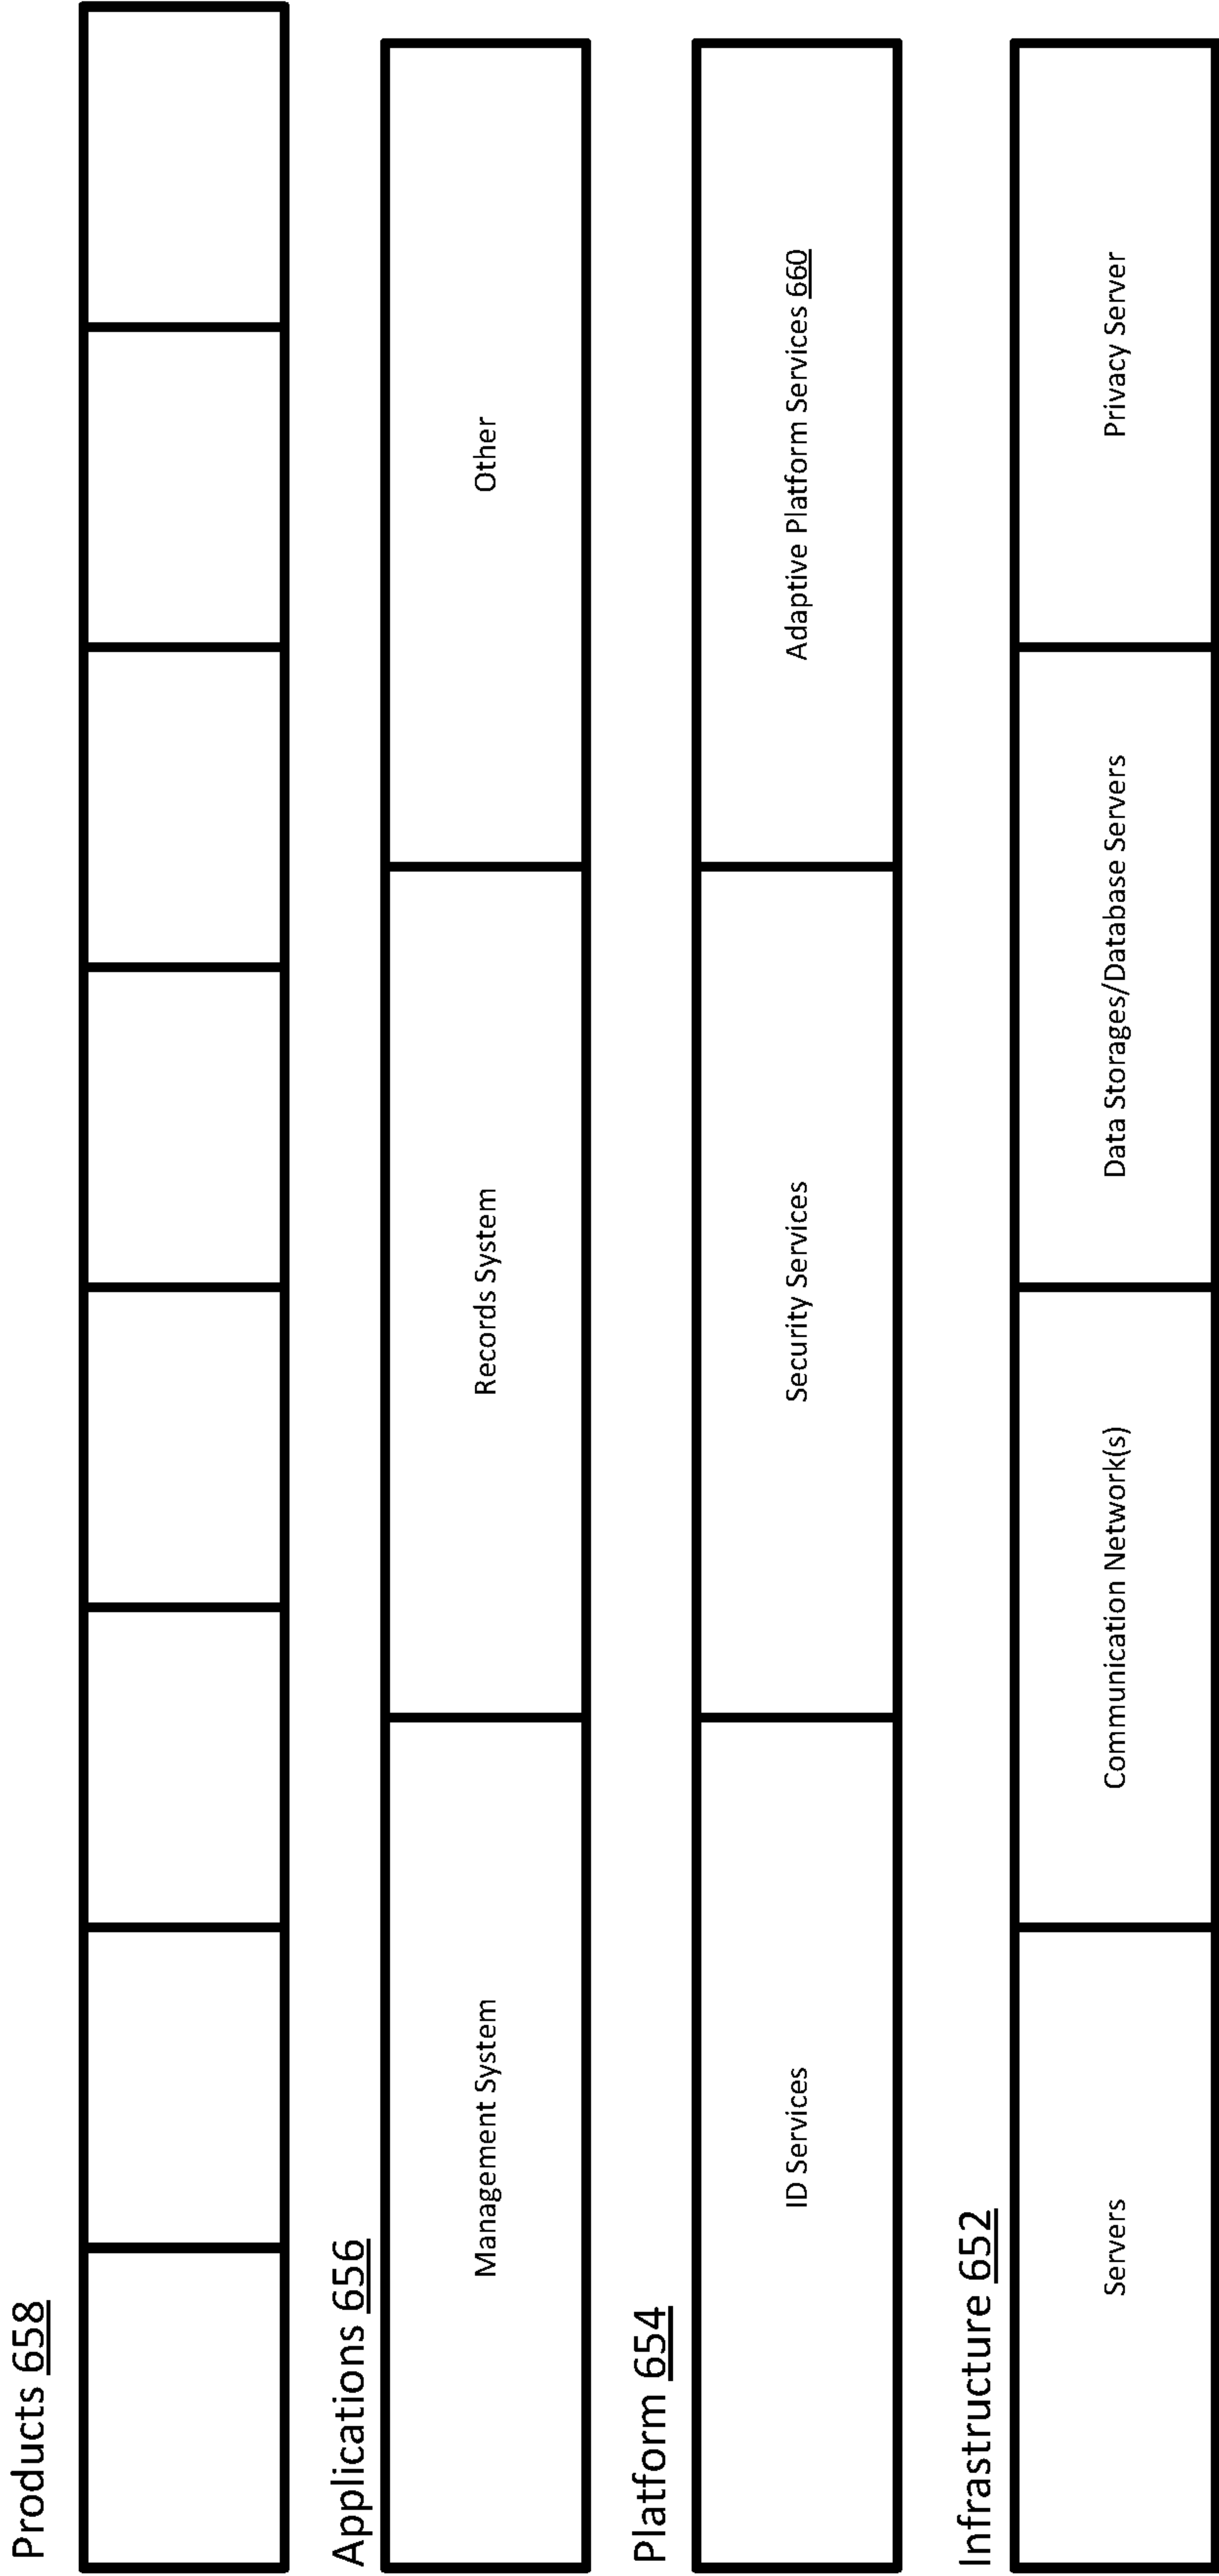 Products 658
Applications 656
Management System
Records System
Other
Platform 654
ID Services
Security Services
Adaptive Platform Services 660
Infrastructure 652
Servers
Communication Network(s)
Data Storages/Database Servers
Privacy Server